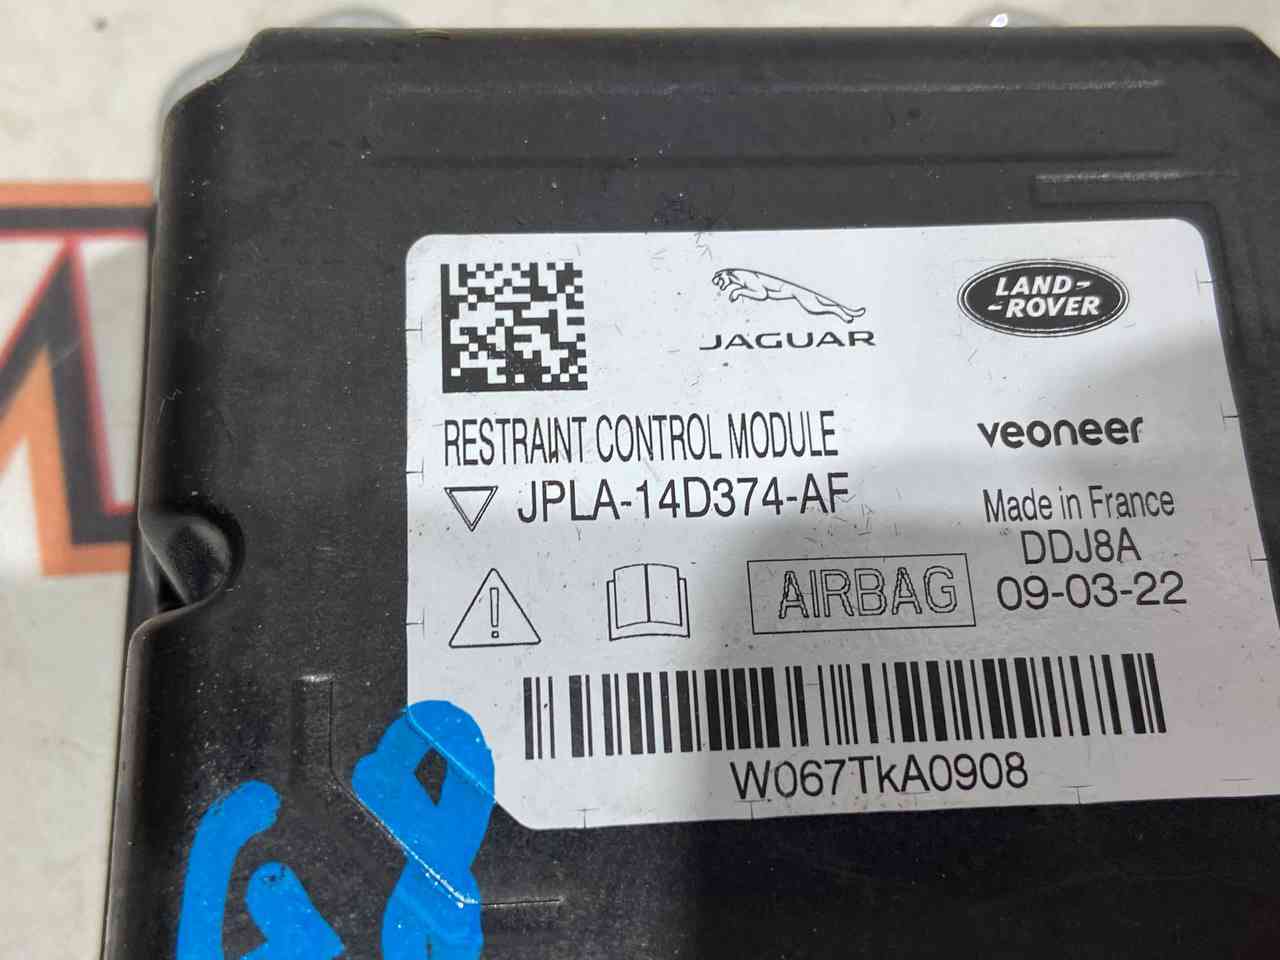 JAGUAR
LAND-
-ROVER
RESTRAINT CONTROL MODULE
veoneer
JPLA-14D374-AF
Made in France
DDJ8A
AIRBAG
09-03-22
W067TkA0908
G8